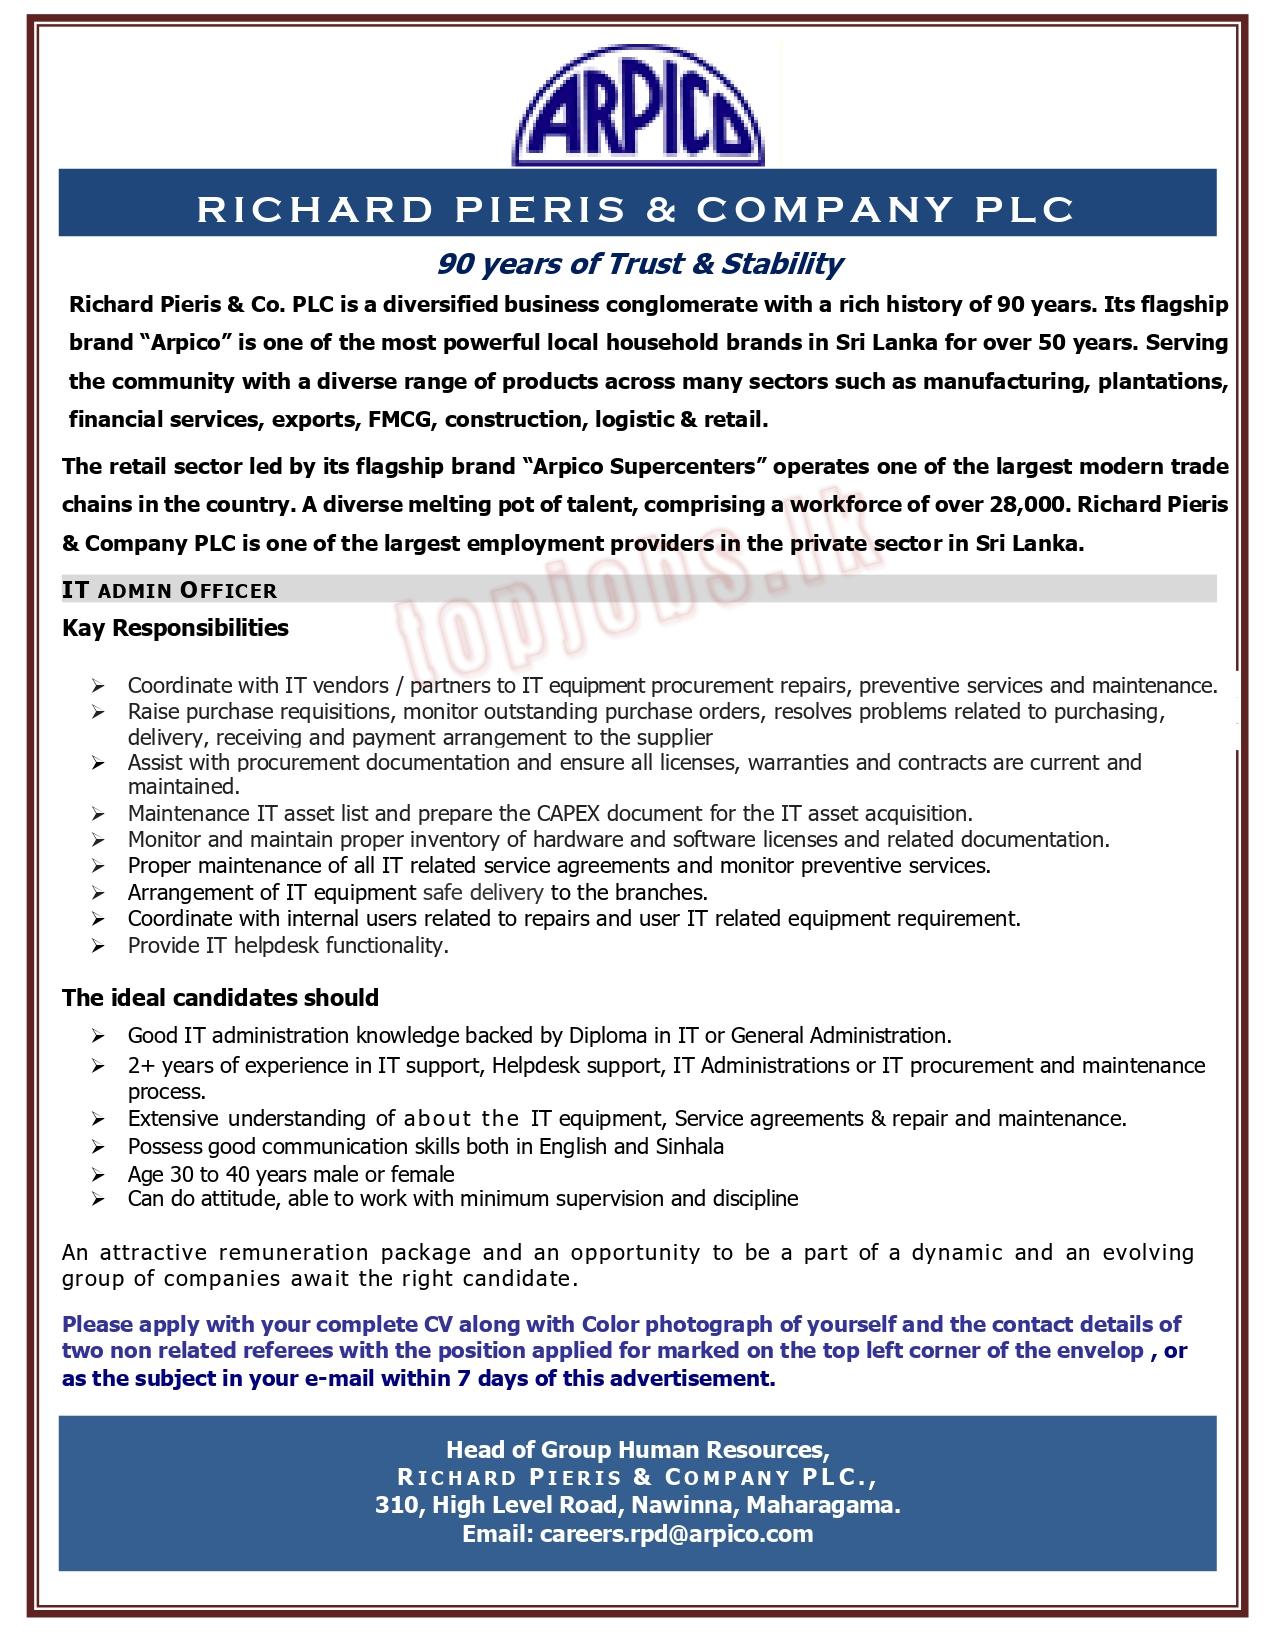 ARPICO
RICHARD PIERIS & COMPANY PLC
90 years of Trust & Stability
Richard Pieris & Co. PLC is a diversified business conglomerate with a rich history of 90 years. Its flagship
brand “Arpico” is one of the most powerful local household brands in Sri Lanka for over 50 years. Serving
the community with a diverse range of products across many sectors such as manufacturing, plantations,
financial services, exports, FMCG, construction, logistic & retail.
The retail sector led by its flagship brand “Arpico Supercenters” operates one of the largest modern trade
chains in the country. A diverse melting pot of talent, comprising a workforce of over 28,000. Richard Pieris
& Company PLC is one of the largest employment providers in the private sector in Sri Lanka.
topjobs.lk
IT ADMIN OFFICER
Kay Responsibilities
➢ Coordinate with IT vendors / partners to IT equipment procurement repairs, preventive services and maintenance.
➢ Raise purchase requisitions, monitor outstanding purchase orders, resolves problems related to purchasing,
delivery, receiving and payment arrangement to the supplier
➢ Assist with procurement documentation and ensure all licenses, warranties and contracts are current and
maintained.
➢ Maintenance IT asset list and prepare the CAPEX document for the IT asset acquisition.
➢ Monitor and maintain proper inventory of hardware and software licenses and related documentation.
➢ Proper maintenance of all IT related service agreements and monitor preventive services.
➢ Arrangement of IT equipment safe delivery to the branches.
➢ Coordinate with internal users related to repairs and user IT related equipment requirement.
➢ Provide IT helpdesk functionality.
The ideal candidates should
➢ Good IT administration knowledge backed by Diploma in IT or General Administration.
➢ 2+ years of experience in IT support, Helpdesk support, IT Administrations or IT procurement and maintenance
process.
➢ Extensive understanding of about the IT equipment, Service agreements & repair and maintenance.
➢ Possess good communication skills both in English and Sinhala
➢ Age 30 to 40 years male or female
➢ Can do attitude, able to work with minimum supervision and discipline
An attractive remuneration package and an opportunity to be a part of a dynamic and an evolving
group of companies await the right candidate.
Please apply with your complete CV along with Color photograph of yourself and the contact details of
two non related referees with the position applied for marked on the top left corner of the envelop , or
as the subject in your e-mail within 7 days of this advertisement.
Head of Group Human Resources,
RICHARD PIERIS & COMPANY PLC.,
310, High Level Road, Nawinna, Maharagama.
Email: careers.rpd@arpico.com